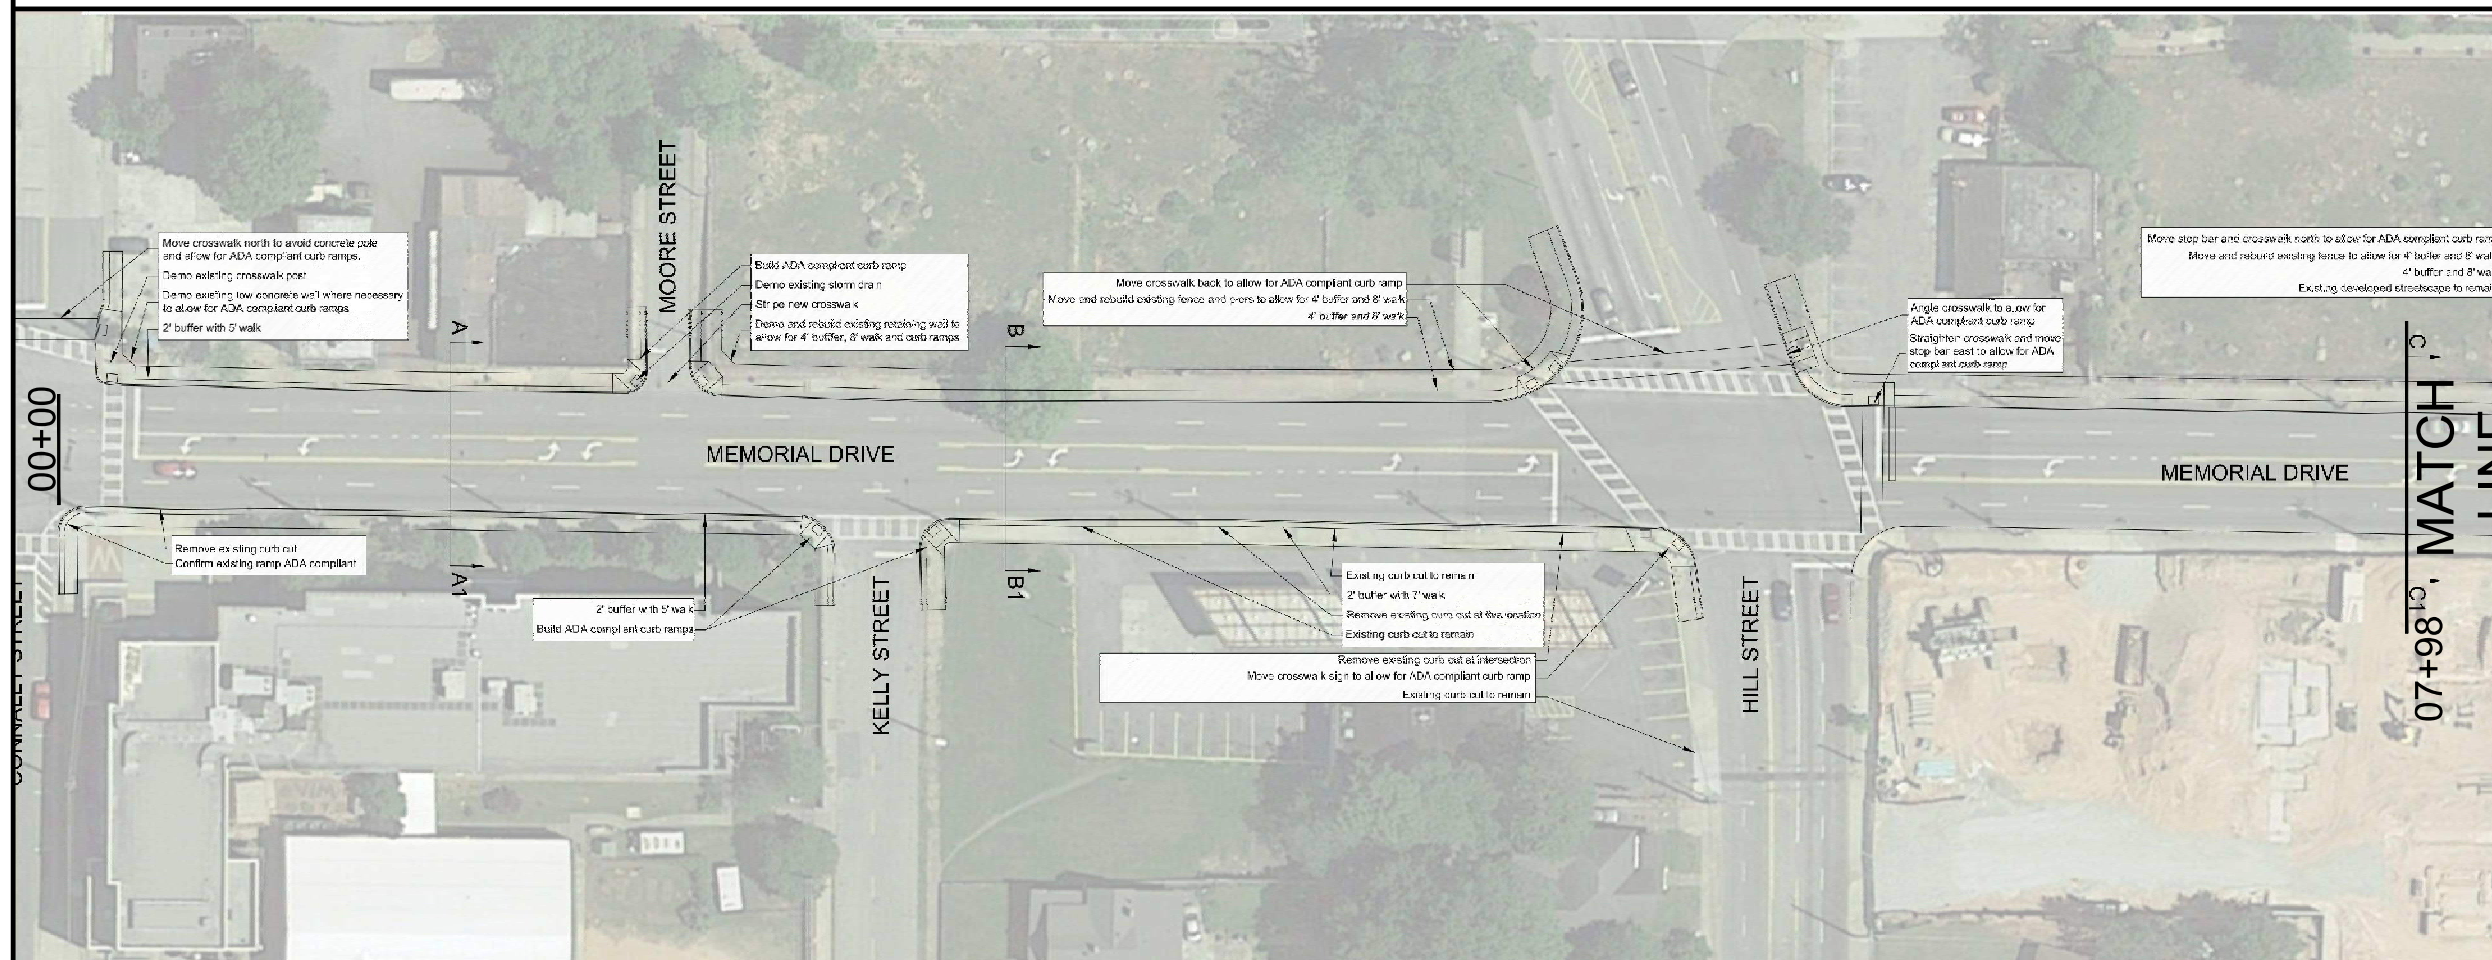 Move crosswalk north to avoid concrete pole
and allow for ADA compliant curb ramps.
Demo existing crosswalk post
Demo existing low concrete wall where necessary
to allow for ADA compliant curb ramps
2' buffer with 5' walk
MOORE STREET
Build ADA compliant curb ramp
Demo existing storm drain
Stripe new crosswalk
Demo and rebuild existing retaining wall to
allow for 4' buffer, 8' walk and curb ramps
Move crosswalk back to allow for ADA compliant curb ramp
Move and rebuild existing fence and piers to allow for 4' buffer and 8' walk
4' buffer and 8' walk
Angle crosswalk to allow for
ADA compliant curb ramp
Straighten crosswalk and move
stop bar east to allow for ADA
compliant curb ramp
Move stop bar and crosswalk north to allow for ADA compliant curb
Move and rebuild existing fence to allow for 4' buffer and 8'
4' buffer and 8'
Existing developed streetscape to
A
B
C
00+00
MEMORIAL DRIVE
MEMORIAL DRIVE
07+98', MATCH
LINE
Remove existing curb cut
Confirm existing ramp ADA compliant
A1
B1
C1
2' buffer with 5' walk
Build ADA compliant curb ramps
KELLY STREET
Existing curb cut to remain
2' buffer with 7' walk
Remove existing curb cut at this location
Existing curb cut to remain
Remove existing curb cut at intersection
Move crosswalk sign to allow for ADA compliant curb ramp
Existing curb cut to remain
HILL STREET
STREET